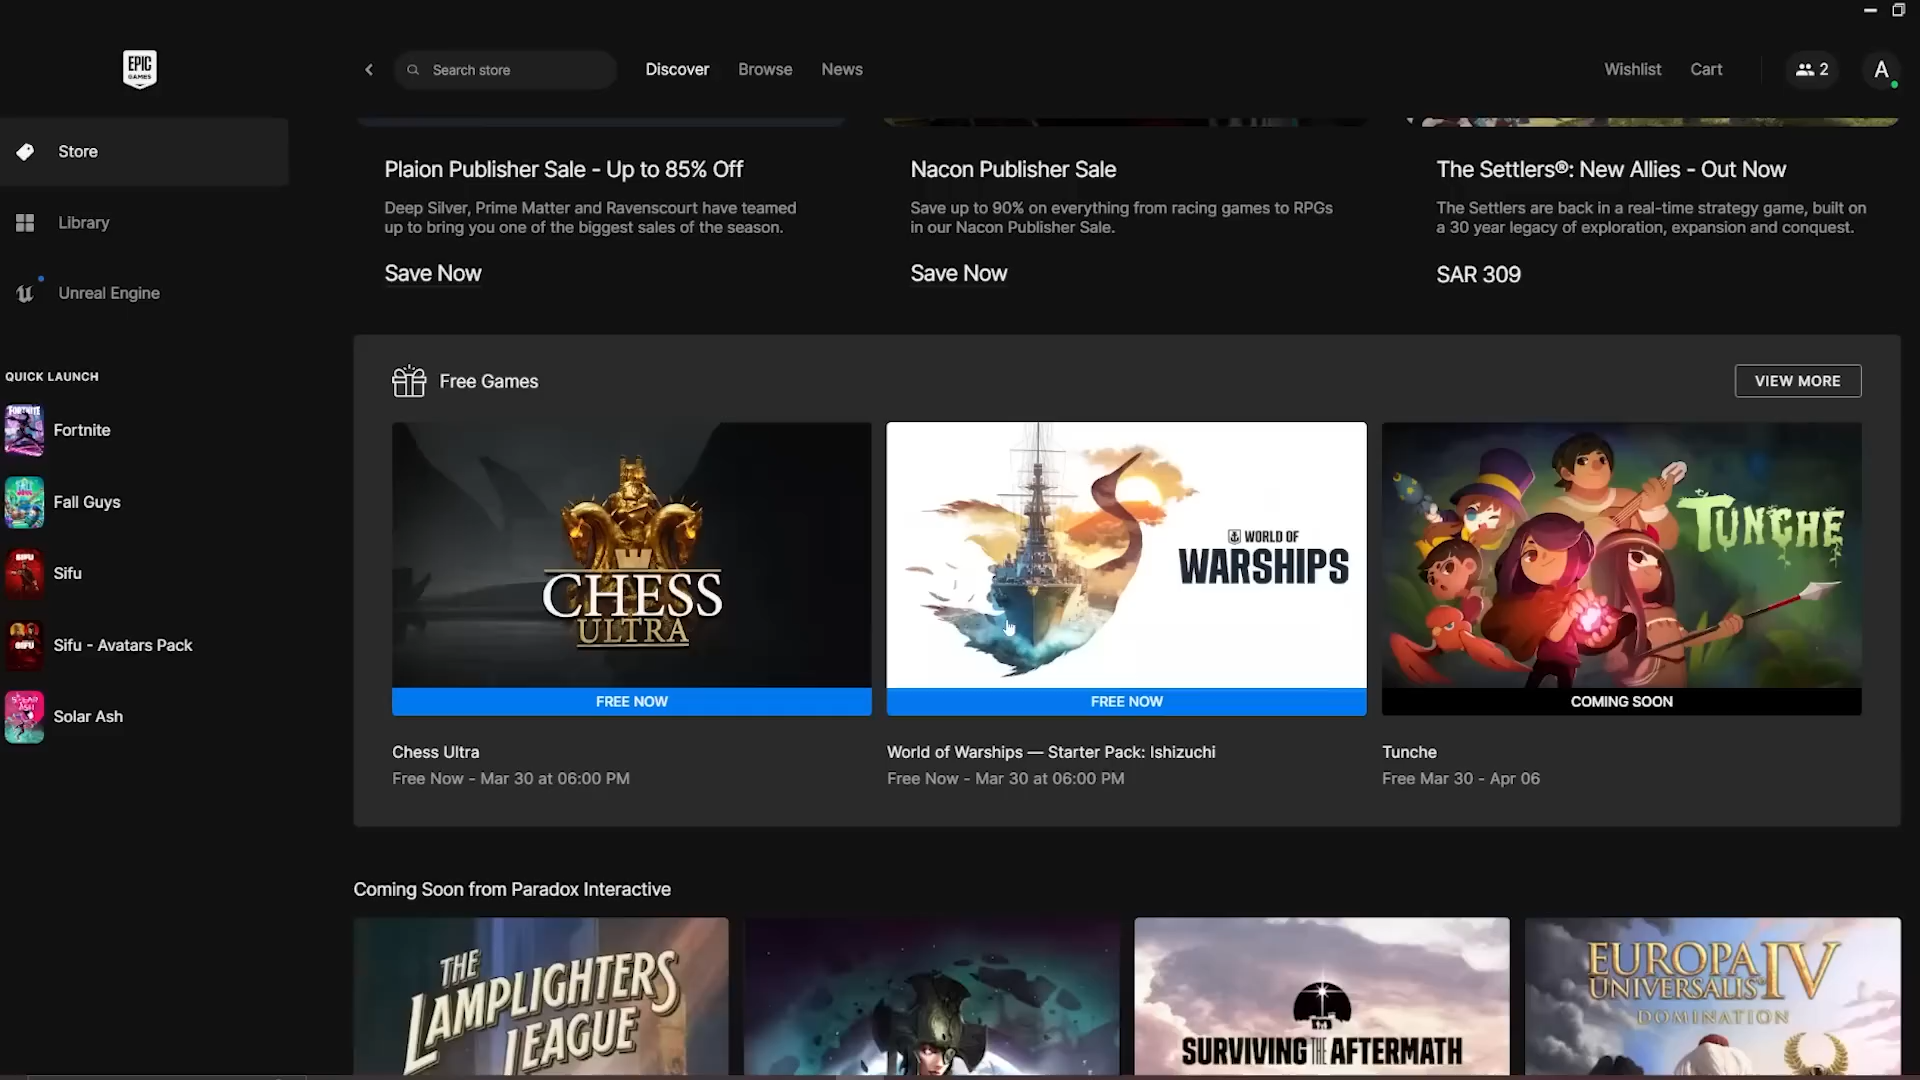 EPIC
GAMES
Search store
Discover
Browse
News
Wishlist
Cart
2
A
Store
Library
Unreal Engine
QUICK LAUNCH
FORTNITE
Fortnite
Fall Guys
SIFU
Sifu
SIFU
Sifu - Avatars Pack
SOLAR
ASH
Solar Ash
Plaion Publisher Sale - Up to 85% Off
Deep Silver, Prime Matter and Ravenscourt have teamed
up to bring you one of the biggest sales of the season.
Save Now
Nacon Publisher Sale
Save up to 90% on everything from racing games to RPGs
in our Nacon Publisher Sale.
Save Now
The Settlers®: New Allies - Out Now
The Settlers are back in a real-time strategy game, built on
a 30 year legacy of exploration, expansion and conquest.
SAR 309
Free Games
VIEW MORE
CHESS
ULTRA
FREE NOW
Chess Ultra
Free Now - Mar 30 at 06:00 PM
WORLD OF
WARSHIPS
FREE NOW
World of Warships — Starter Pack: Ishizuchi
Free Now - Mar 30 at 06:00 PM
TUNCHE
COMING SOON
Tunche
Free Mar 30 - Apr 06
Coming Soon from Paradox Interactive
THE
LAMPLIGHTERS
LEAGUE
SURVIVING THE AFTERMATH
EUROPA
UNIVERSALIS IV
DOMINATION